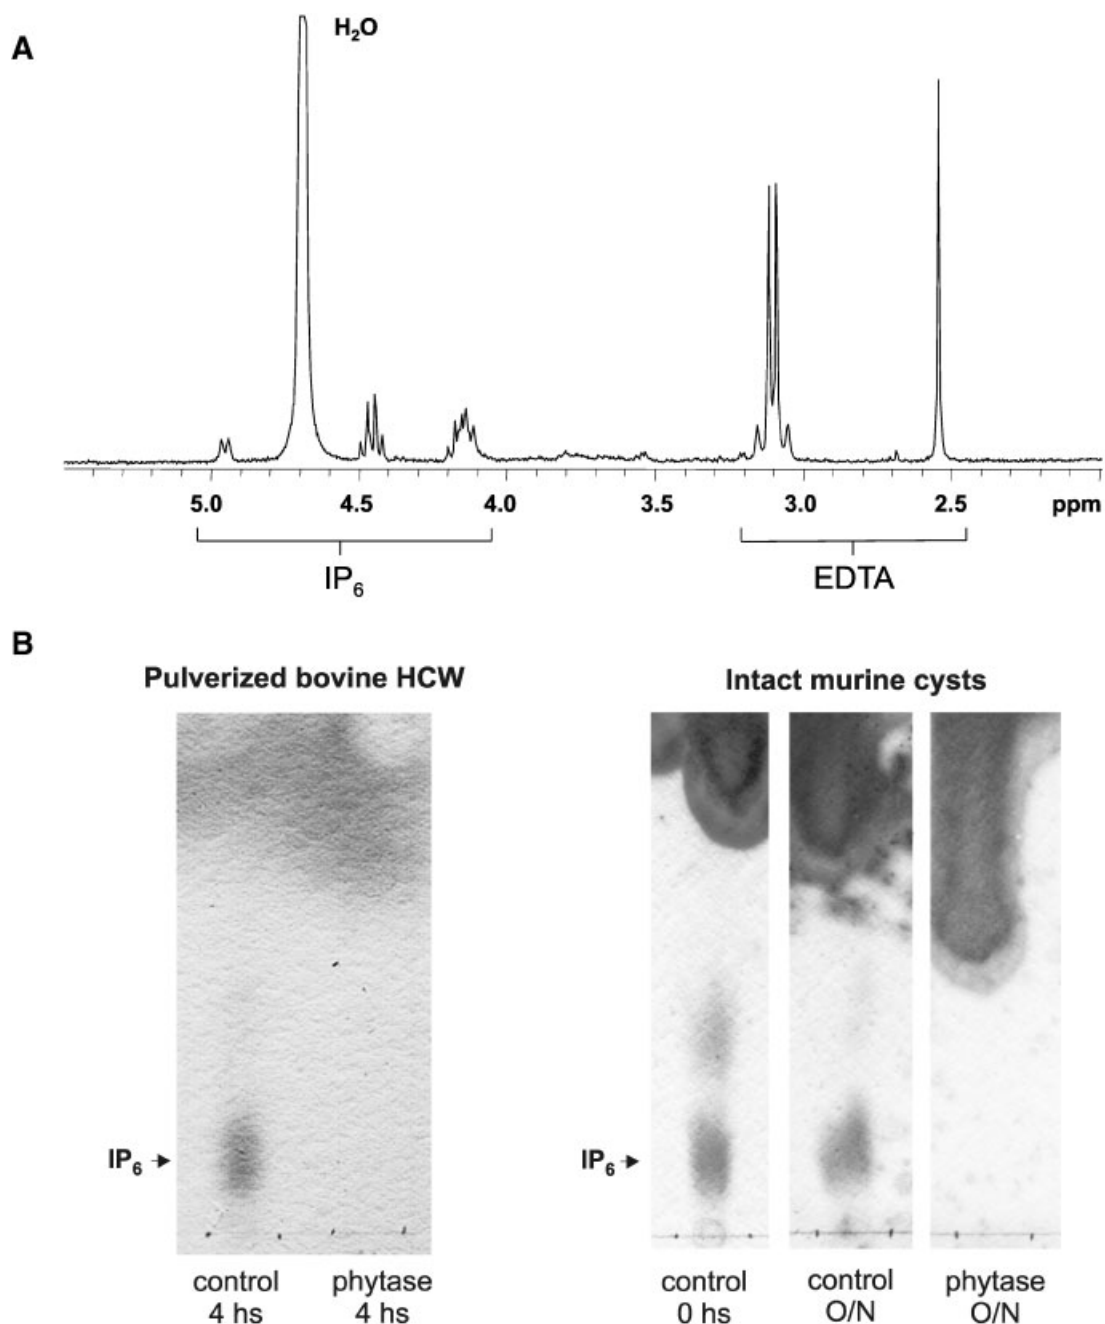 A
H₂O
5.0 4.5 4.0 3.5 3.0 2.5 ppm
IP₆ EDTA
B
Pulverized bovine HCW Intact murine cysts
IP₆ IP₆
control phytase control control phytase
4 hs 4 hs 0 hs O/N O/N